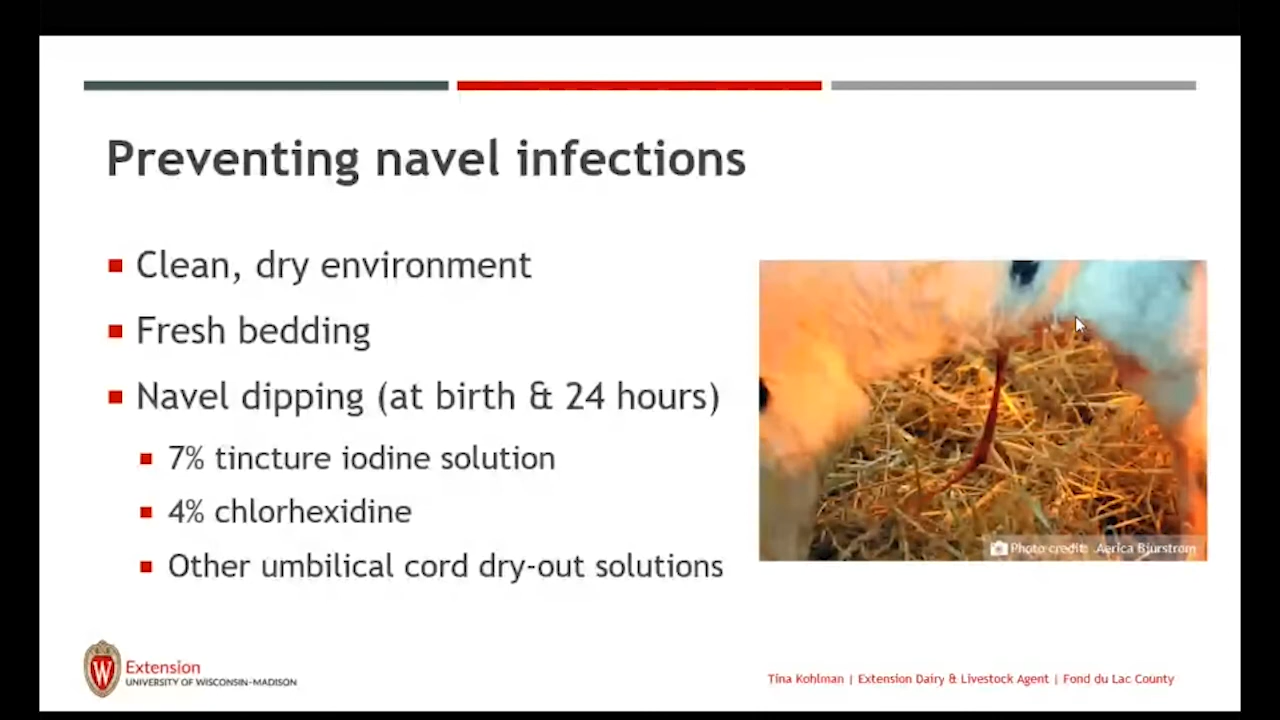 Preventing navel infections
Clean, dry environment
Fresh bedding
Navel dipping (at birth & 24 hours)
7% tincture iodine solution
4% chlorhexidine
Other umbilical cord dry-out solutions
Photo credit: Aerica Bjurstrom
W
Extension
UNIVERSITY OF WISCONSIN-MADISON
Tina Kohlman | Extension Dairy & Livestock Agent | Fond du Lac County